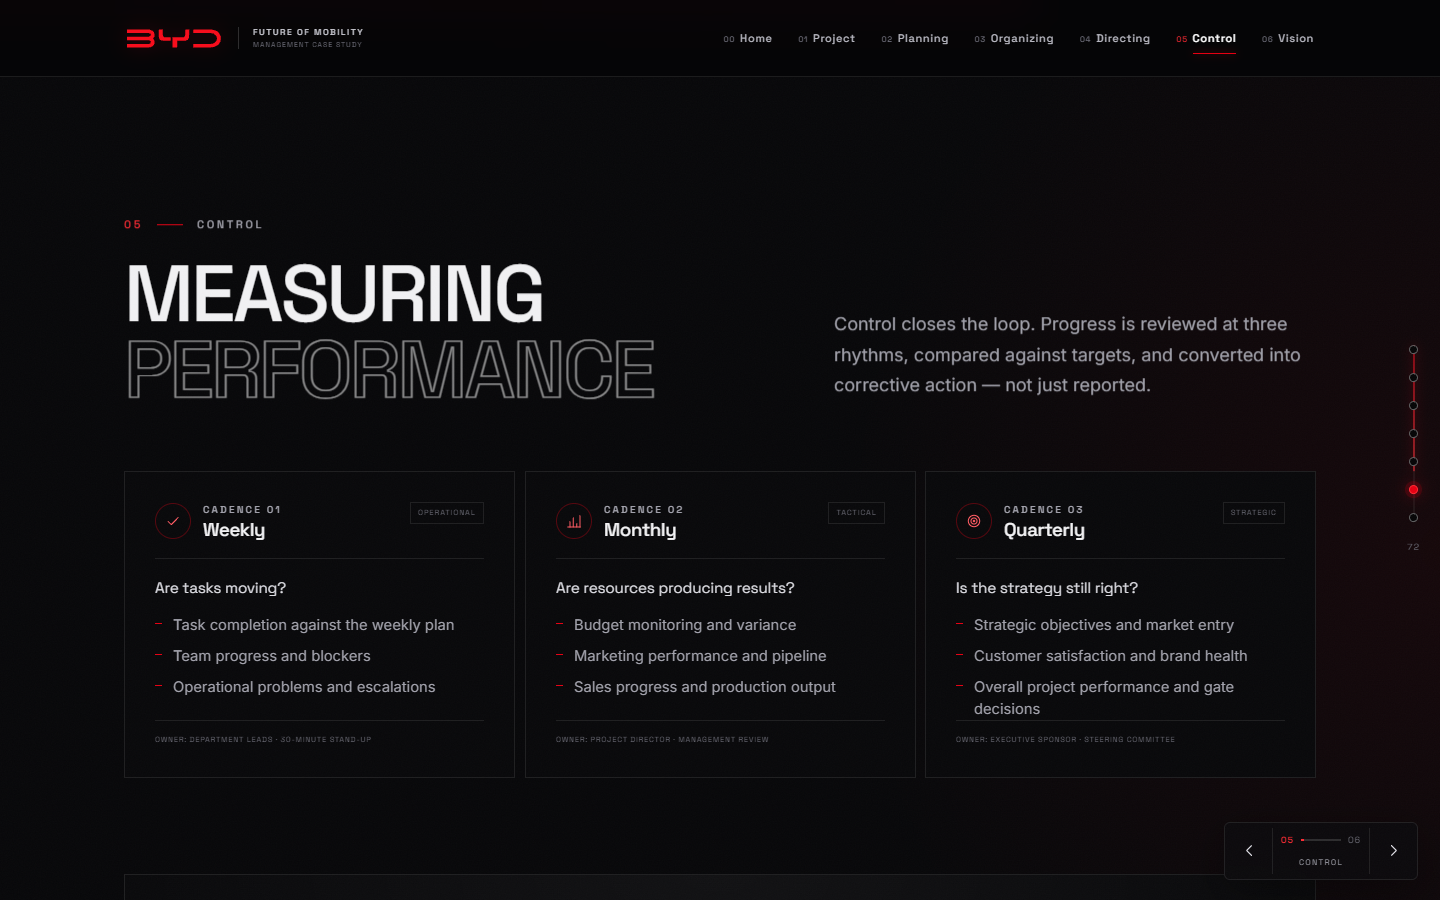 BYD
FUTURE OF MOBILITY
MANAGEMENT CASE STUDY
00 Home
01 Project
02 Planning
03 Organizing
04 Directing
05 Control
06 Vision
05 — CONTROL
MEASURING
PERFORMANCE
Control closes the loop. Progress is reviewed at three
rhythms, compared against targets, and converted into
corrective action — not just reported.
CADENCE 01
Weekly
OPERATIONAL
Are tasks moving?
– Task completion against the weekly plan
– Team progress and blockers
– Operational problems and escalations
OWNER: DEPARTMENT LEADS · 30-MINUTE STAND-UP
CADENCE 02
Monthly
TACTICAL
Are resources producing results?
– Budget monitoring and variance
– Marketing performance and pipeline
– Sales progress and production output
OWNER: PROJECT DIRECTOR · MANAGEMENT REVIEW
CADENCE 03
Quarterly
STRATEGIC
Is the strategy still right?
– Strategic objectives and market entry
– Customer satisfaction and brand health
– Overall project performance and gate
decisions
OWNER: EXECUTIVE SPONSOR · STEERING COMMITTEE
72
05 06
CONTROL